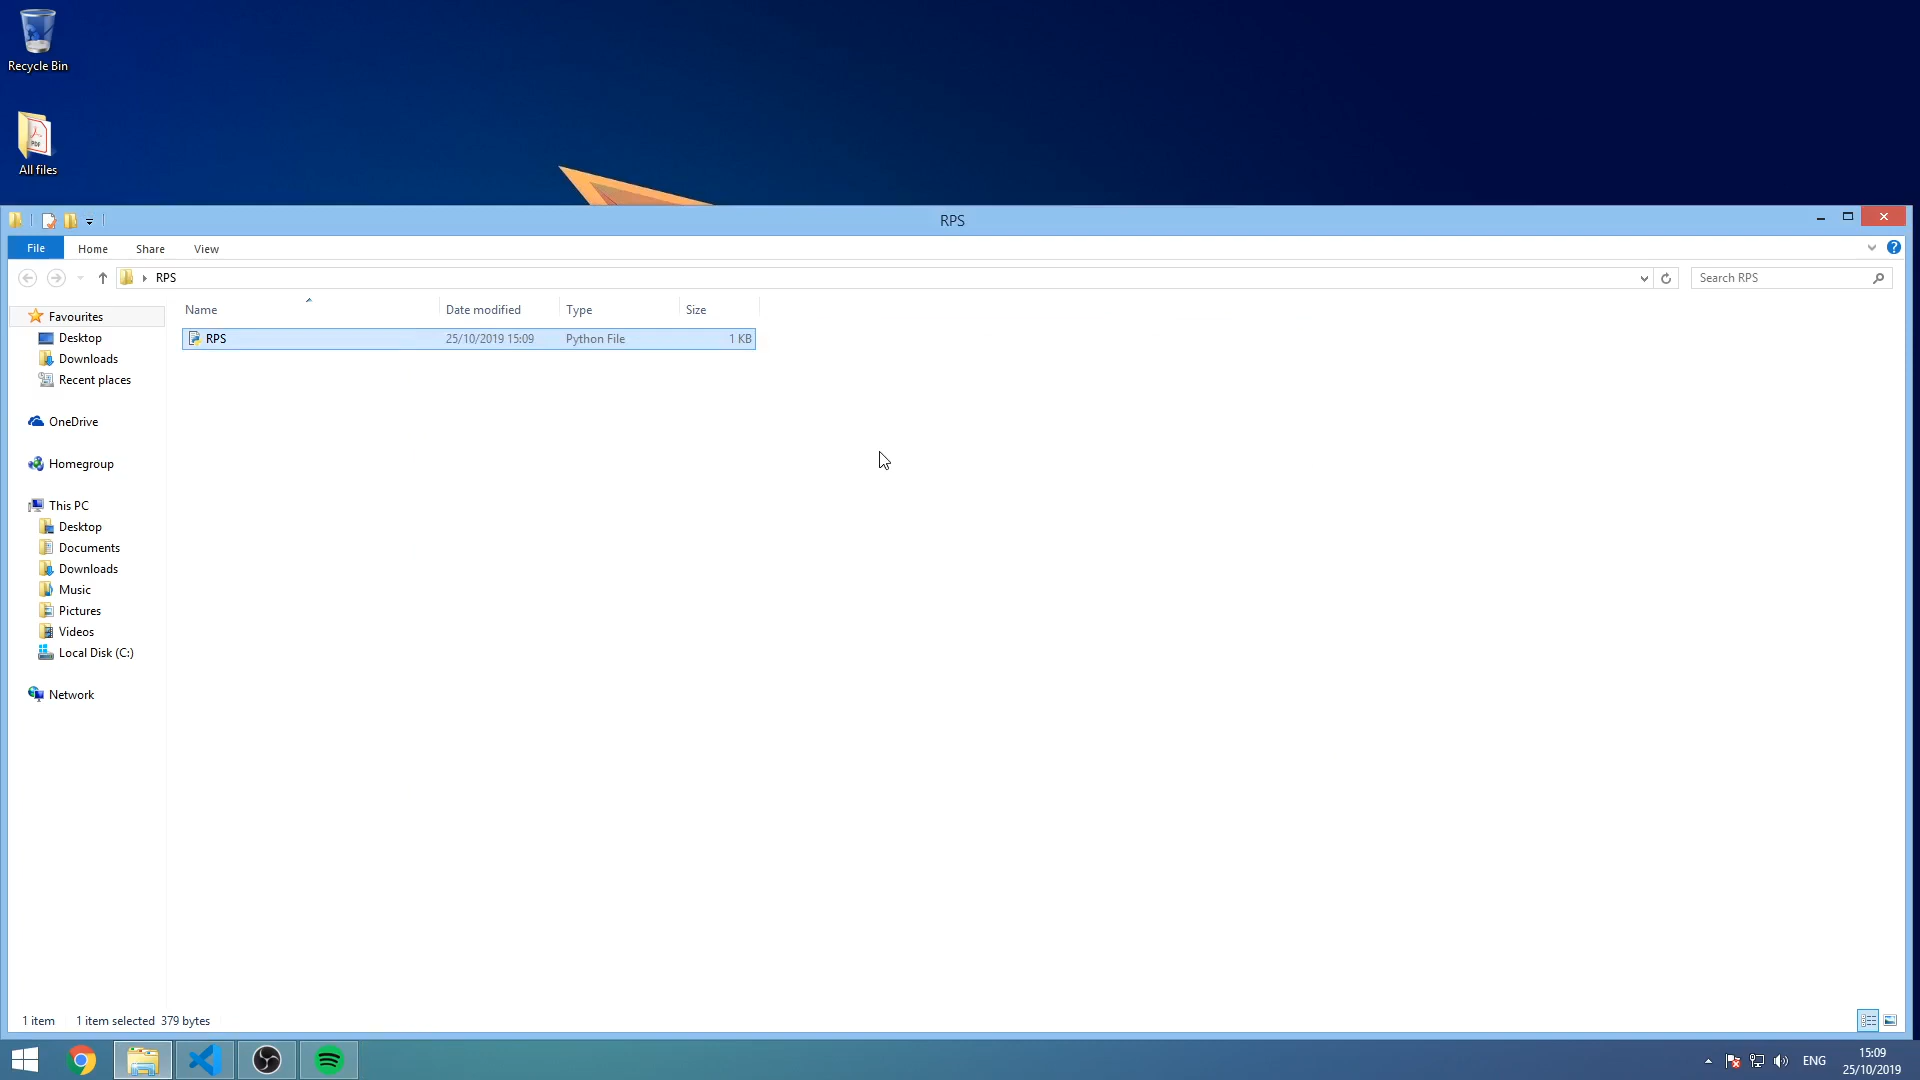 Recycle Bin
PDF
All files
RPS
File Home Share View
RPS
Search RPS
Name Date modified Type Size
RPS 25/10/2019 15:09 Python File 1 KB
Favourites
Desktop
Downloads
Recent places
OneDrive
Homegroup
This PC
Desktop
Documents
Downloads
Music
Pictures
Videos
Local Disk (C:)
Network
1 item 1 item selected 379 bytes
ENG
15:09
25/10/2019